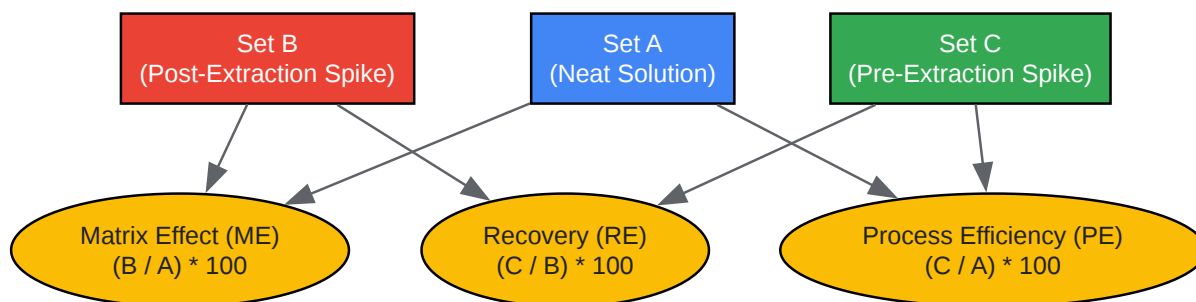 Set B
(Post-Extraction Spike)
Set A
(Neat Solution)
Set C
(Pre-Extraction Spike)
Matrix Effect (ME)
(B / A) * 100
Recovery (RE)
(C / B) * 100
Process Efficiency (PE)
(C / A) * 100